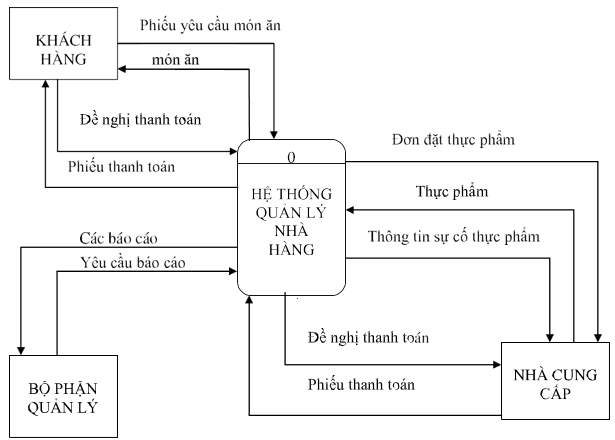 KHÁCH
HÀNG
Phiếu yêu cầu món ăn
món ăn
Đề nghị thanh toán
Phiếu thanh toán
0
HỆ THỐNG
QUẢN LÝ
NHÀ
HÀNG
Đơn đặt thực phẩm
Thực phẩm
Thông tin sự cố thực phẩm
Các báo cáo
Yêu cầu báo cáo
Đề nghị thanh toán
Phiếu thanh toán
BỘ PHẬN
QUẢN LÝ
NHÀ CUNG
CẤP